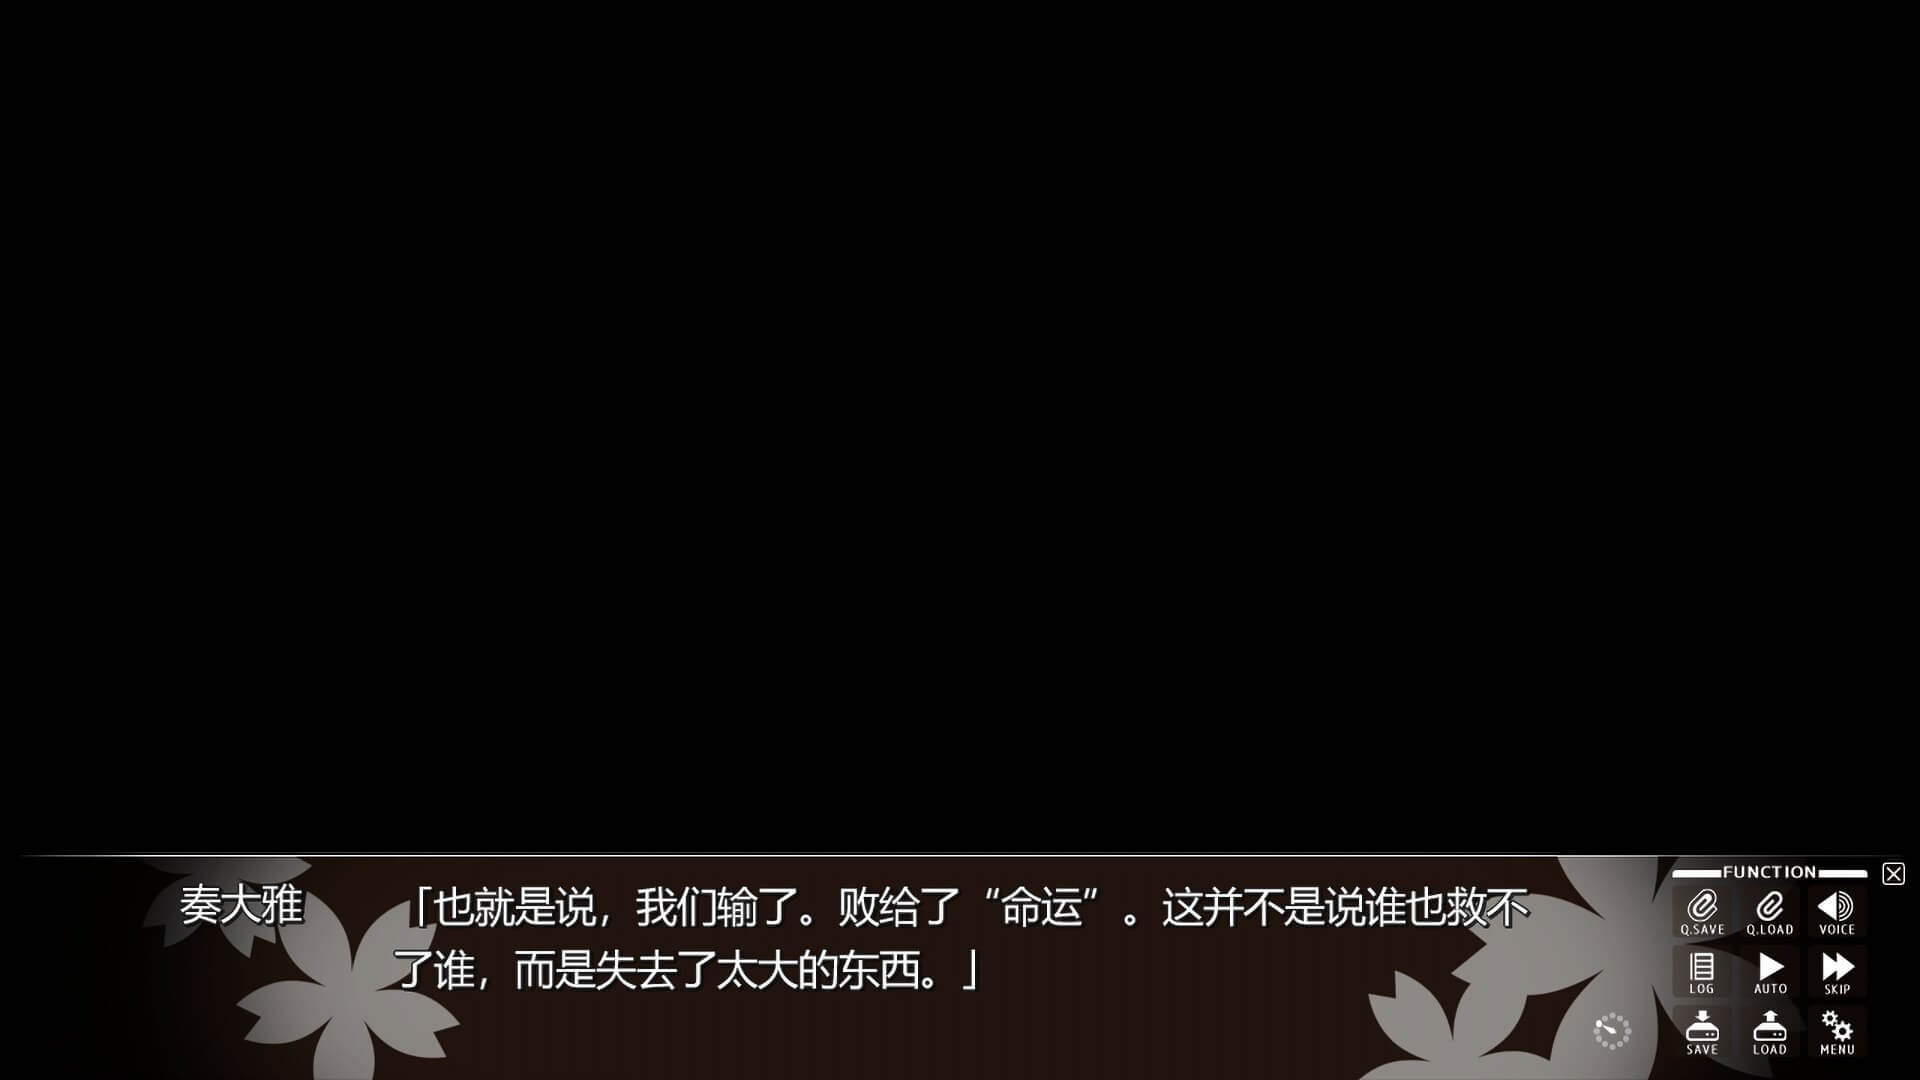 奏大雅
「也就是说，我们输了。败给了“命运”。这并不是说谁也救不
了谁，而是失去了太大的东西。」
FUNCTION
Q.SAVE Q.LOAD VOICE
LOG AUTO SKIP
SAVE LOAD MENU